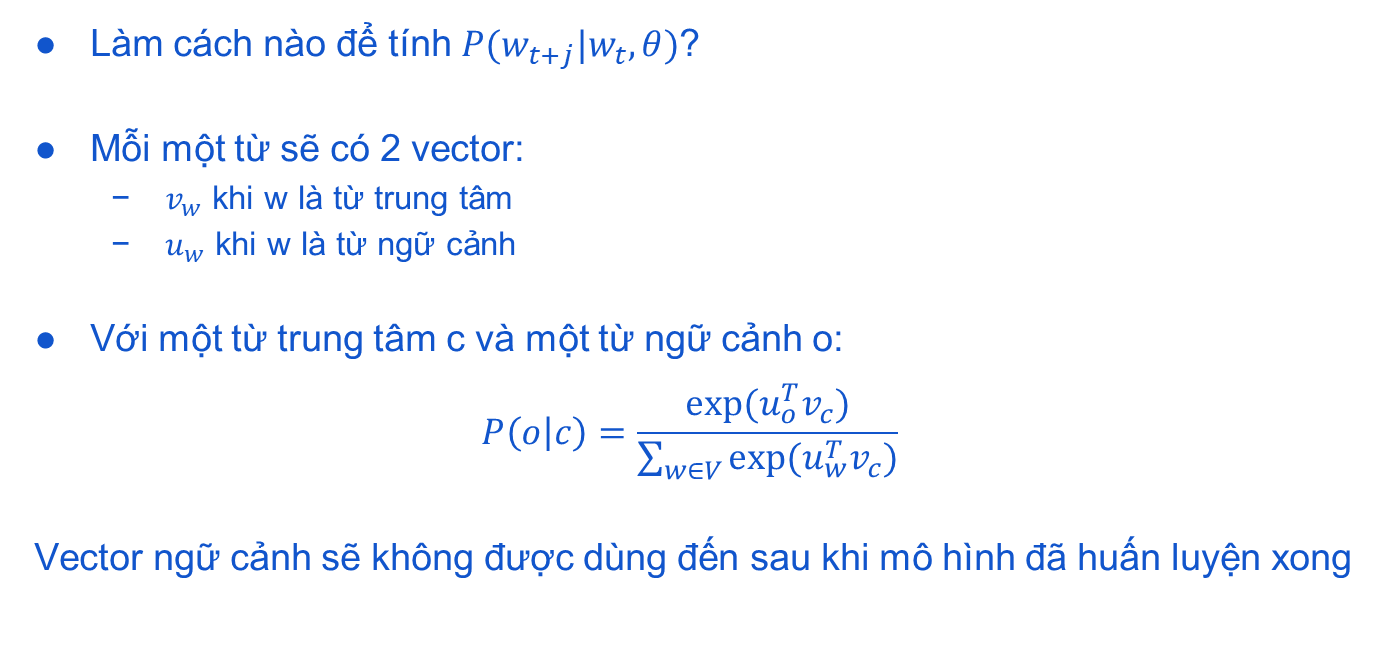 ● Làm cách nào để tính 𝑃(𝑤ₜ₊ⱼ|𝑤ₜ, 𝜃)?
● Mỗi một từ sẽ có 2 vector:
− 𝑣_𝑤 khi w là từ trung tâm
− 𝑢_𝑤 khi w là từ ngữ cảnh
● Với một từ trung tâm c và một từ ngữ cảnh o:
𝑃(𝑜|𝑐) = exp(𝑢_𝑜^𝑇 𝑣_𝑐) / ∑_{𝑤∈𝑉} exp(𝑢_𝑤^𝑇 𝑣_𝑐)
Vector ngữ cảnh sẽ không được dùng đến sau khi mô hình đã huấn luyện xong